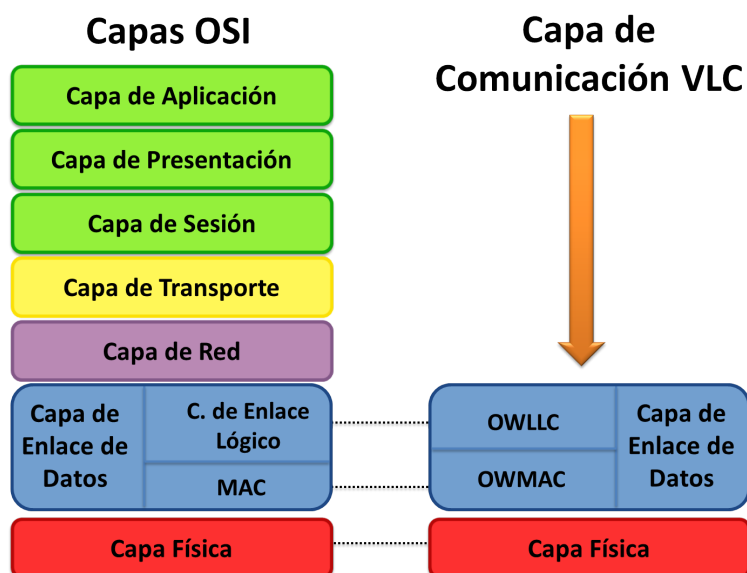 Capas OSI
Capa de Aplicación
Capa de Presentación
Capa de Sesión
Capa de Transporte
Capa de Red
Capa de
Enlace de
Datos
C. de Enlace
Lógico
MAC
Capa Física
Capa de
Comunicación VLC
OWLLC
OWMAC
Capa de
Enlace de
Datos
Capa Física